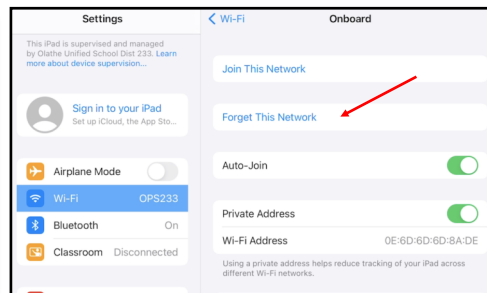 Settings
This iPad is supervised and managed
by Olathe Unified School Dist 233. Learn
more about device supervision...
Sign in to your iPad
Set up iCloud, the App Sto...
Airplane Mode
Wi-Fi OPS233
Bluetooth On
Classroom Disconnected
Wi-Fi Onboard
Join This Network
Forget This Network
Auto-Join
Private Address
Wi-Fi Address 0E:6D:6D:6D:8A:DE
Using a private address helps reduce tracking of your iPad across
different Wi-Fi networks.